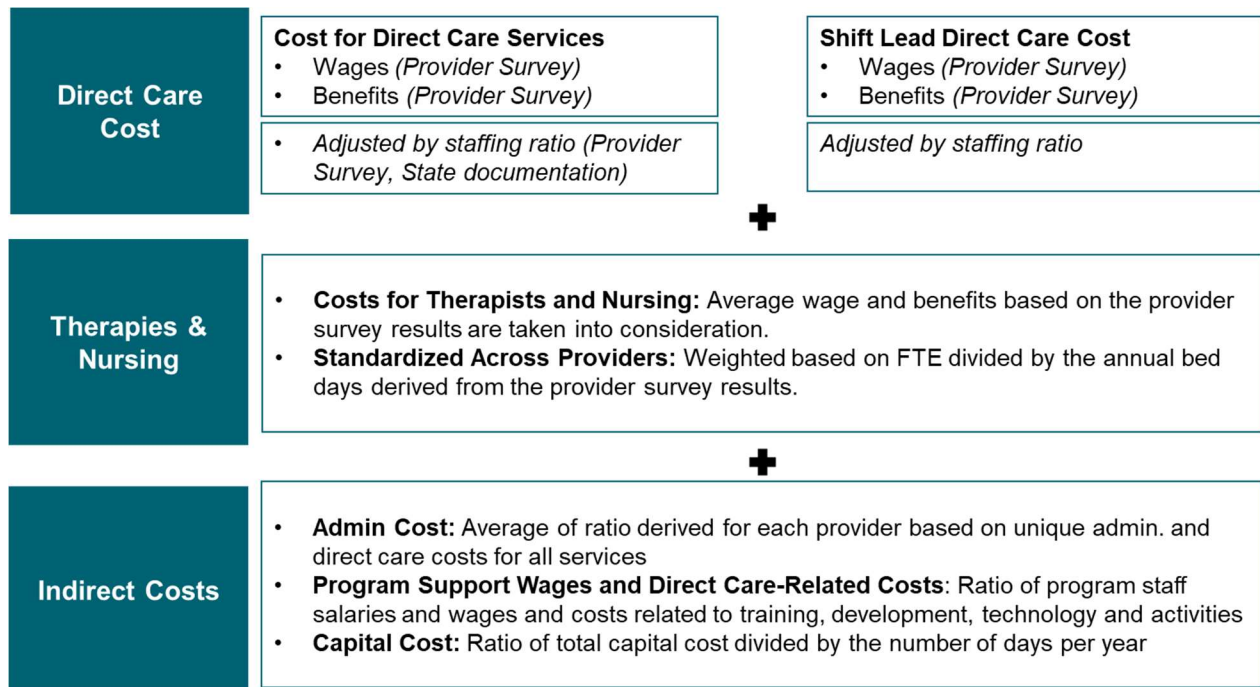 Direct Care
Cost
Cost for Direct Care Services
• Wages (Provider Survey)
• Benefits (Provider Survey)
• Adjusted by staffing ratio (Provider
Survey, State documentation)
Shift Lead Direct Care Cost
• Wages (Provider Survey)
• Benefits (Provider Survey)
Adjusted by staffing ratio
+
Therapies &
Nursing
• Costs for Therapists and Nursing: Average wage and benefits based on the provider
survey results are taken into consideration.
• Standardized Across Providers: Weighted based on FTE divided by the annual bed
days derived from the provider survey results.
+
Indirect Costs
• Admin Cost: Average of ratio derived for each provider based on unique admin. and
direct care costs for all services
• Program Support Wages and Direct Care-Related Costs: Ratio of program staff
salaries and wages and costs related to training, development, technology and activities
• Capital Cost: Ratio of total capital cost divided by the number of days per year